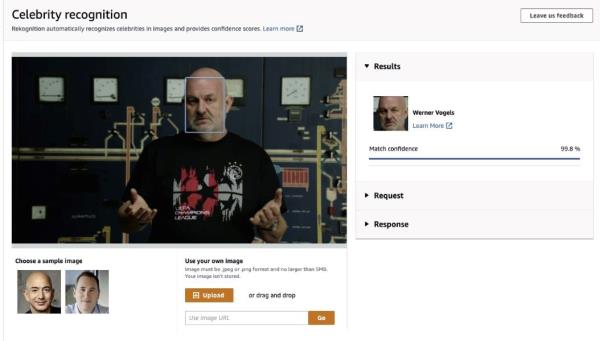 Celebrity recognition
Rekognition automatically recognizes celebrities in images and provides confidence scores. Learn more
Leave us feedback
UEFA
CHAMPIONS
LEAGUE
Choose a sample image
Use your own image
Image must be .jpeg or .png format and no larger than 5MB.
Your image isn't stored.
Upload
or drag and drop
Use image URL
Go
Results
Werner Vogels
Learn More
Match confidence
99.8 %
Request
Response